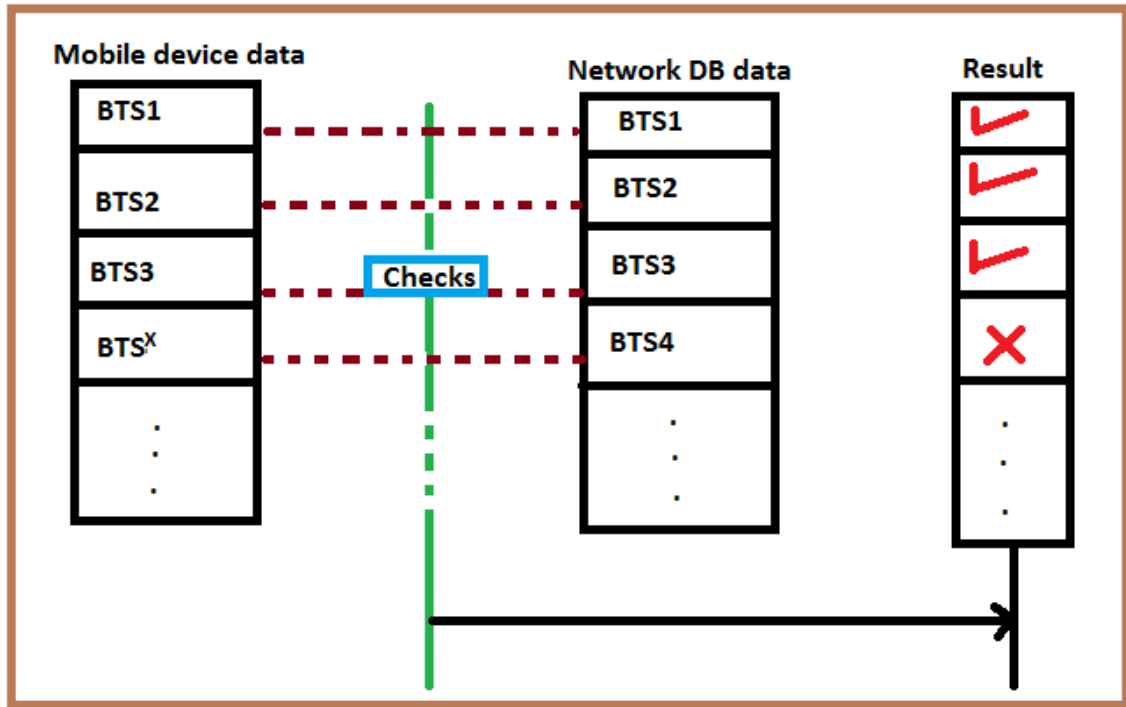 Mobile device data
Network DB data
Result
BTS1
BTS1
BTS2
BTS2
BTS3
Checks
BTS3
BTSX
BTS4